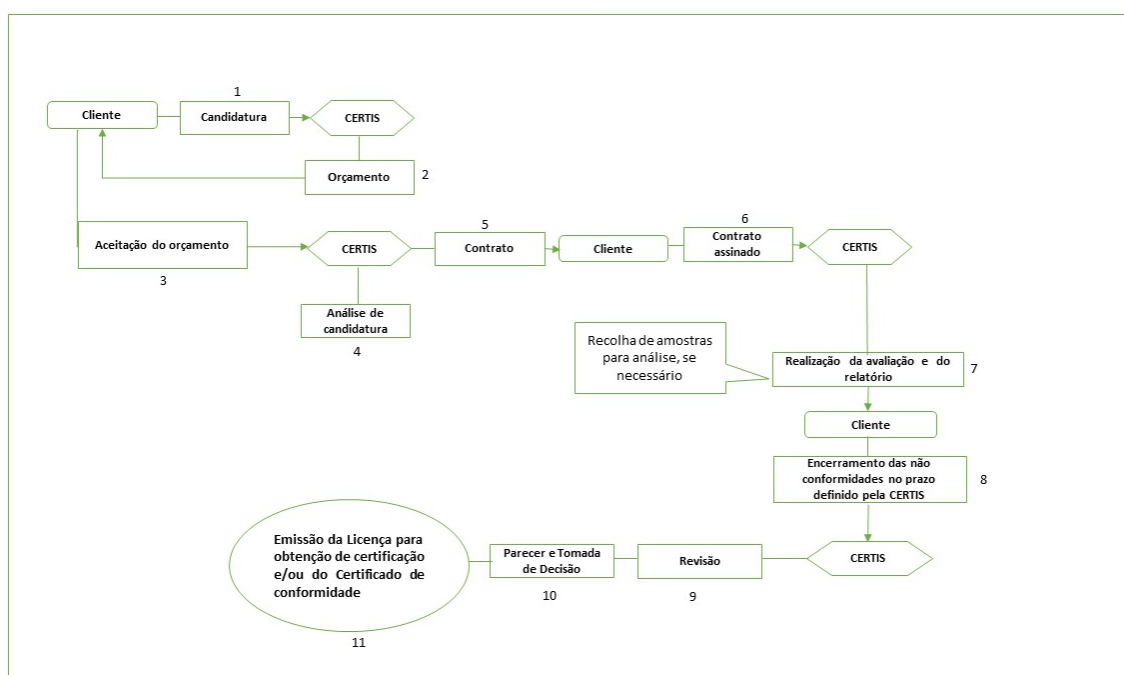 1
Cliente
Candidatura
CERTIS
Orçamento
2
Aceitação do orçamento
3
CERTIS
Análise de
candidatura
4
5
Contrato
Cliente
6
Contrato
assinado
CERTIS
Recolha de amostras
para análise, se
necessário
Realização da avaliação e do
relatório
7
Cliente
Encerramento das não
conformidades no prazo
definido pela CERTIS
8
CERTIS
Revisão
9
Parecer e Tomada
de Decisão
10
Emissão da Licença para
obtenção de certificação
e/ou do Certificado de
conformidade
11